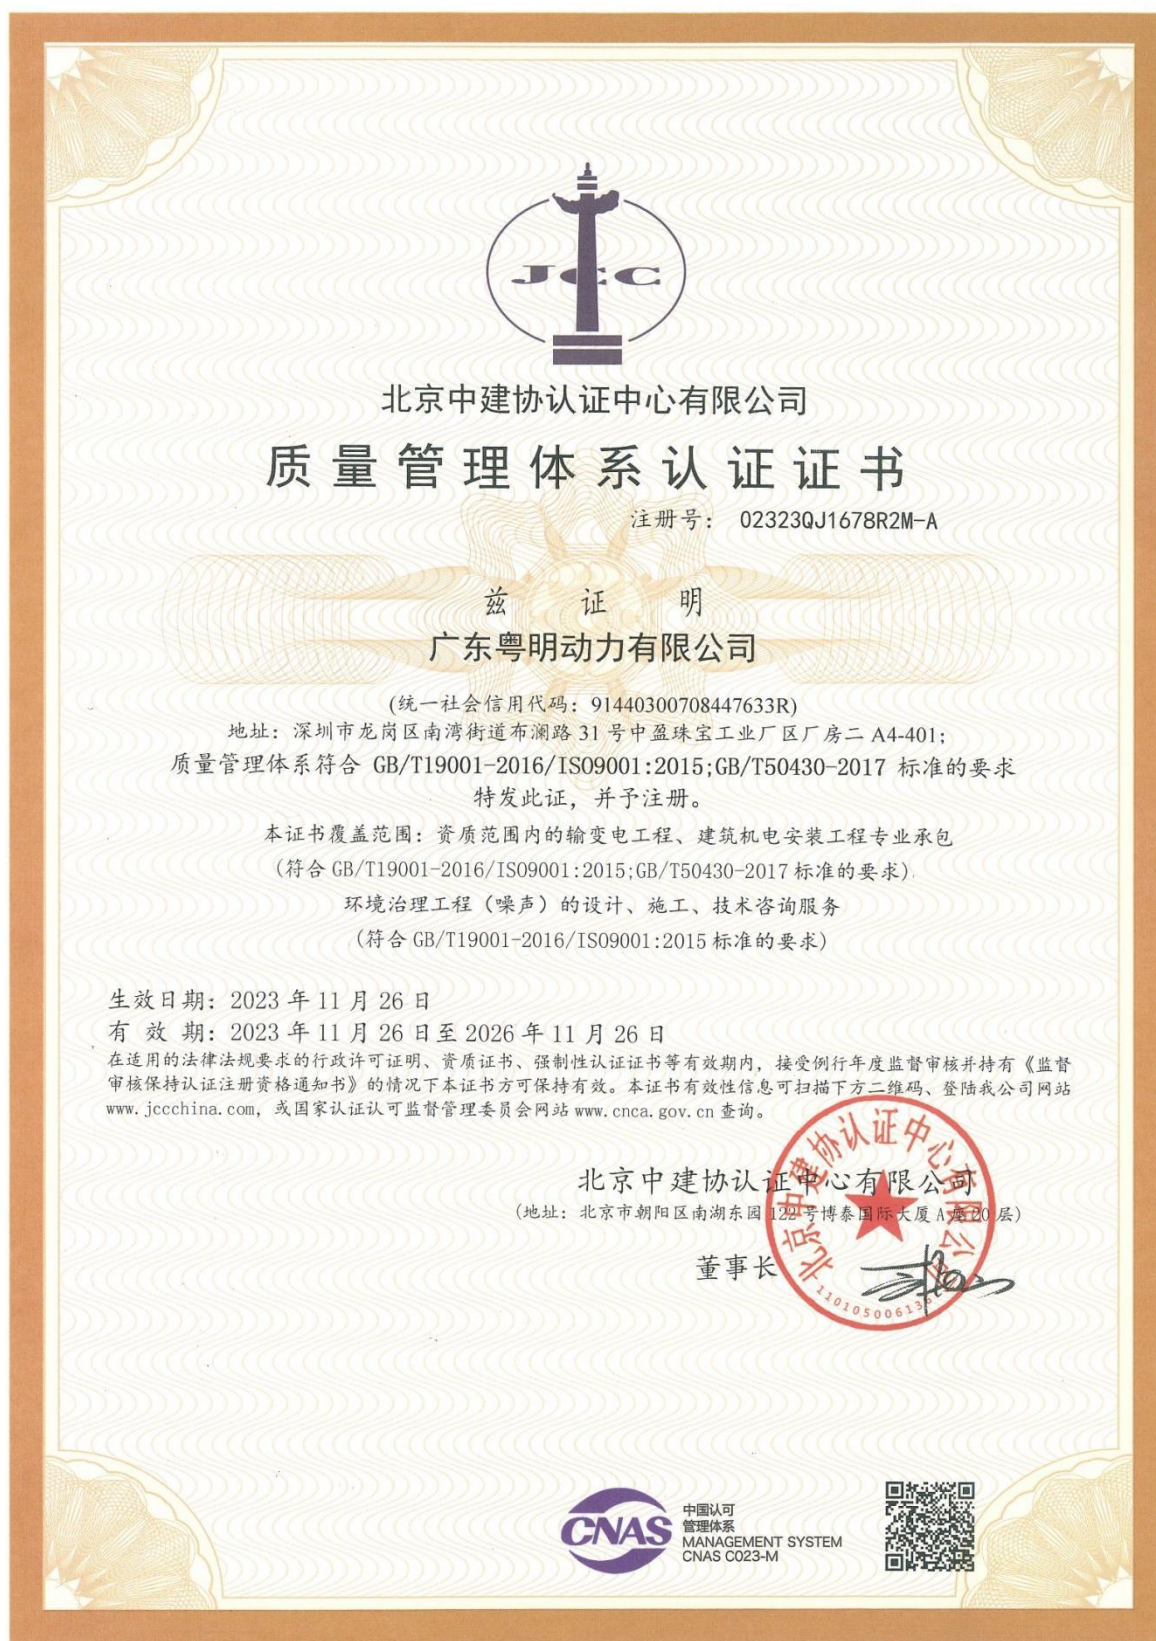 JCC
北京中建协认证中心有限公司
质量管理体系认证证书
注册号： 02323QJ1678R2M-A
兹 证 明
广东粤明动力有限公司
(统一社会信用代码：91440300708447633R)
地址：深圳市龙岗区南湾街道布澜路 31 号中盈珠宝工业厂区厂房二 A4-401;
质量管理体系符合 GB/T19001-2016/ISO9001:2015;GB/T50430-2017 标准的要求
特发此证，并予注册。
本证书覆盖范围：资质范围内的输变电工程、建筑机电安装工程专业承包
(符合 GB/T19001-2016/ISO9001:2015;GB/T50430-2017 标准的要求)
环境治理工程（噪声）的设计、施工、技术咨询服务
(符合 GB/T19001-2016/ISO9001:2015 标准的要求)
生效日期：2023 年 11 月 26 日
有 效 期：2023 年 11 月 26 日至 2026 年 11 月 26 日
在适用的法律法规要求的行政许可证明、资质证书、强制性认证证书等有效期内，接受例行年度监督审核并持有《监督
审核保持认证注册资格通知书》的情况下本证书方可保持有效。本证书有效性信息可扫描下方二维码、登陆我公司网站
www.jccchina.com，或国家认证认可监督管理委员会网站 www.cnca.gov.cn 查询。
北京中建协认证中心有限公司
(地址：北京市朝阳区南湖东园 122 号博泰国际大厦 A 座 20 层)
董事长
北京中建协认证中心有限公司
CNAS
中国认可
管理体系
MANAGEMENT SYSTEM
CNAS C023-M